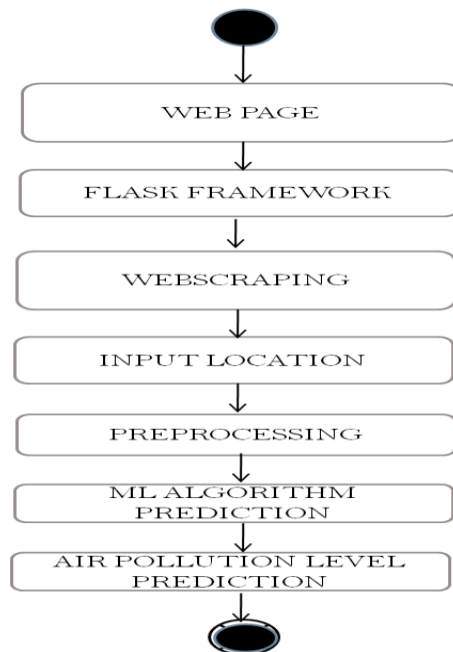 WEB PAGE
FLASK FRAMEWORK
WEBSCRAPING
INPUT LOCATION
PREPROCESSING
ML ALGORITHM
PREDICTION
AIR POLLUTION LEVEL
PREDICTION